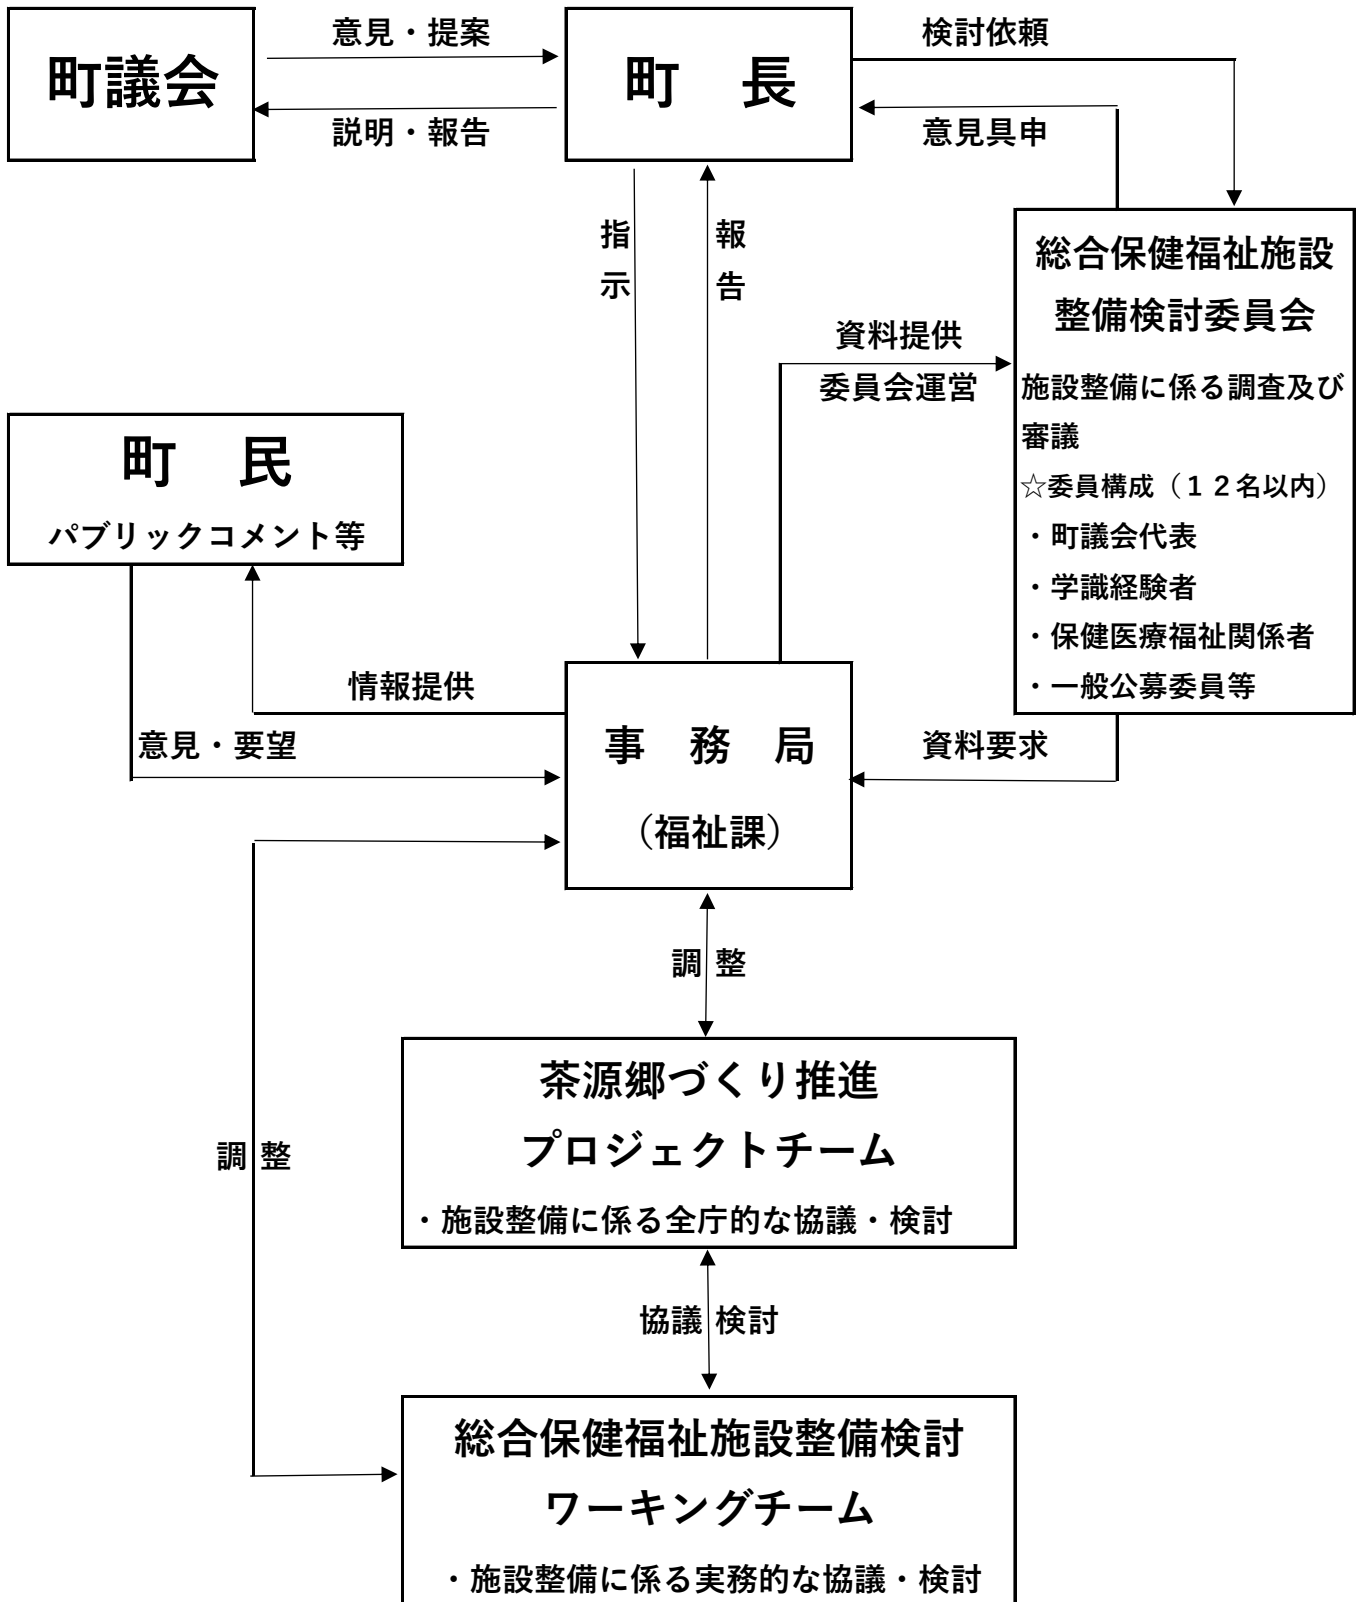 町議会
意見・提案
説明・報告
町　長
検討依頼
意見具申
指示
報告
総合保健福祉施設
整備検討委員会
施設整備に係る調査及び
審議
☆委員構成（１２名以内）
・町議会代表
・学識経験者
・保健医療福祉関係者
・一般公募委員等
資料提供
委員会運営
町　民
パブリックコメント等
情報提供
意見・要望
事　務　局
（福祉課）
資料要求
調 整
茶源郷づくり推進
プロジェクトチーム
・施設整備に係る全庁的な協議・検討
調 整
協議 検討
総合保健福祉施設整備検討
ワーキングチーム
・施設整備に係る実務的な協議・検討